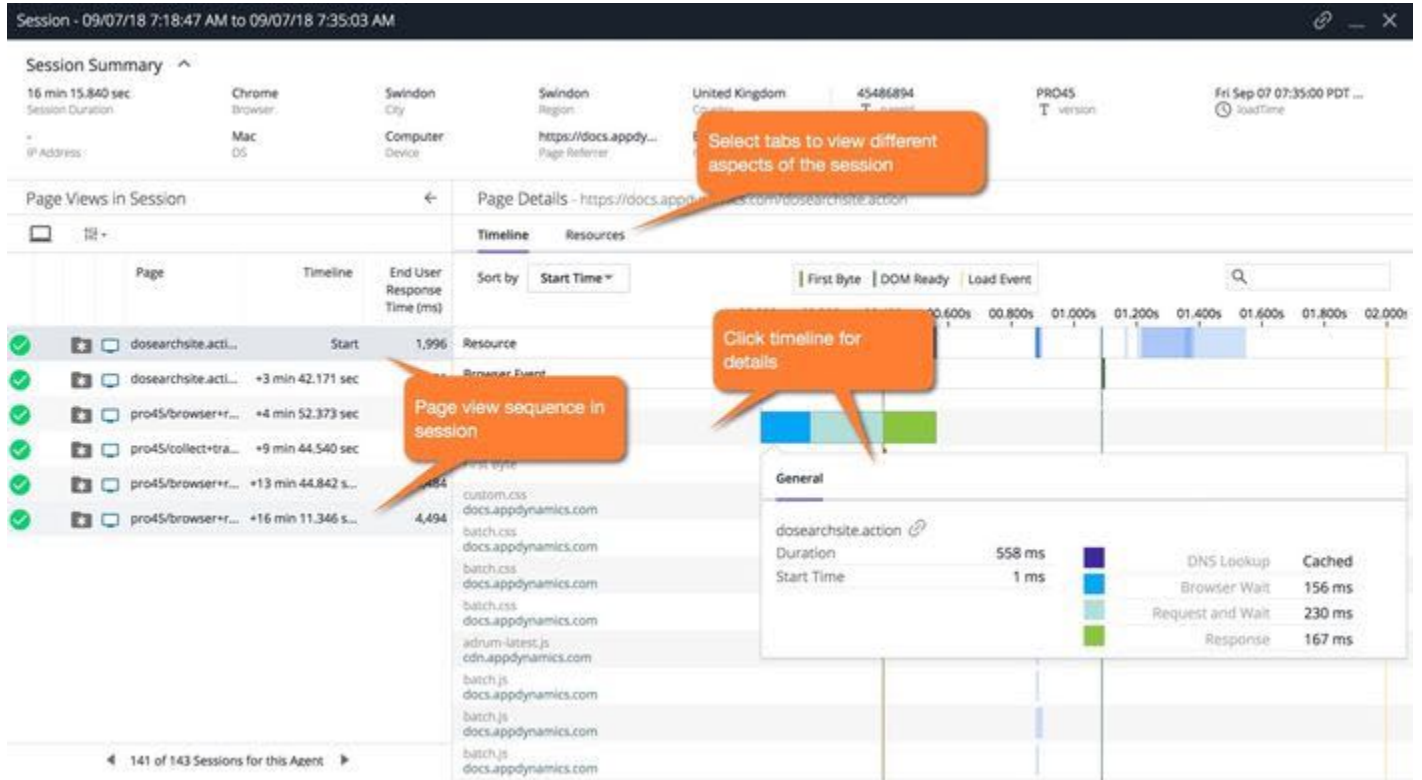 Session - 09/07/18 7:18:47 AM to 09/07/18 7:35:03 AM
Session Summary
16 min 15.840 sec
Session Duration
Chrome
Browser
Swindon
City
Swindon
Region
United Kingdom
45486894
T
PRO45
T version
Fri Sep 07 07:35:00 PDT ...
loadTime
-
IP Address
Mac
OS
Computer
Device
https://docs.appdy...
Page Referrer
Select tabs to view different
aspects of the session
Page Views in Session
Page Timeline End User
Response
Time (ms)
dosearchsite.acti... Start 1,996
dosearchsite.acti... +3 min 42.171 sec
pro45/browser+r... +4 min 52.373 sec
pro45/collect+tra... +9 min 44.540 sec
pro45/browser+r... +13 min 44.842 s...
pro45/browser+r... +16 min 11.346 s... 4,494
Page view sequence in
session
141 of 143 Sessions for this Agent
Page Details - https://docs.appdynamics.com/dosearchsite.action
Timeline Resources
Sort by Start Time
First Byte DOM Ready Load Event
00.600s 00.800s 01.000s 01.200s 01.400s 01.600s 01.800s 02.000s
Click timeline for
details
Resource
Browser Event
First Byte
custom.css
docs.appdynamics.com
batch.css
docs.appdynamics.com
batch.css
docs.appdynamics.com
batch.css
docs.appdynamics.com
adrum-latest.js
cdn.appdynamics.com
batch.js
docs.appdynamics.com
batch.js
docs.appdynamics.com
batch.js
docs.appdynamics.com
General
dosearchsite.action
Duration 558 ms
Start Time 1 ms
DNS Lookup Cached
Browser Wait 156 ms
Request and Wait 230 ms
Response 167 ms